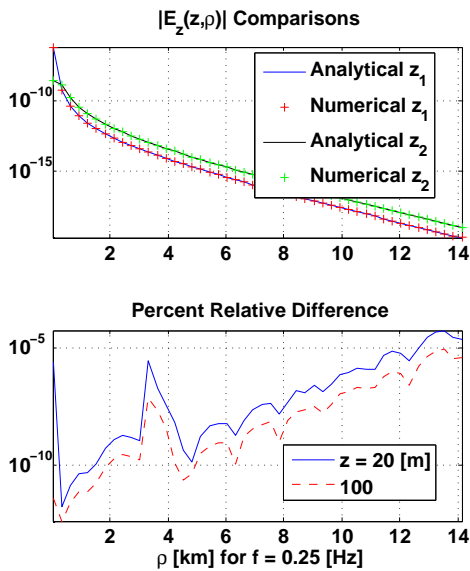 |E_z(z,ρ)| Comparisons
Analytical z_1
Numerical z_1
Analytical z_2
Numerical z_2
10^-10
10^-15
2 4 6 8 10 12 14
Percent Relative Difference
10^-5
10^-10
z = 20 [m]
100
0 2 4 6 8 10 12 14
ρ [km] for f = 0.25 [Hz]